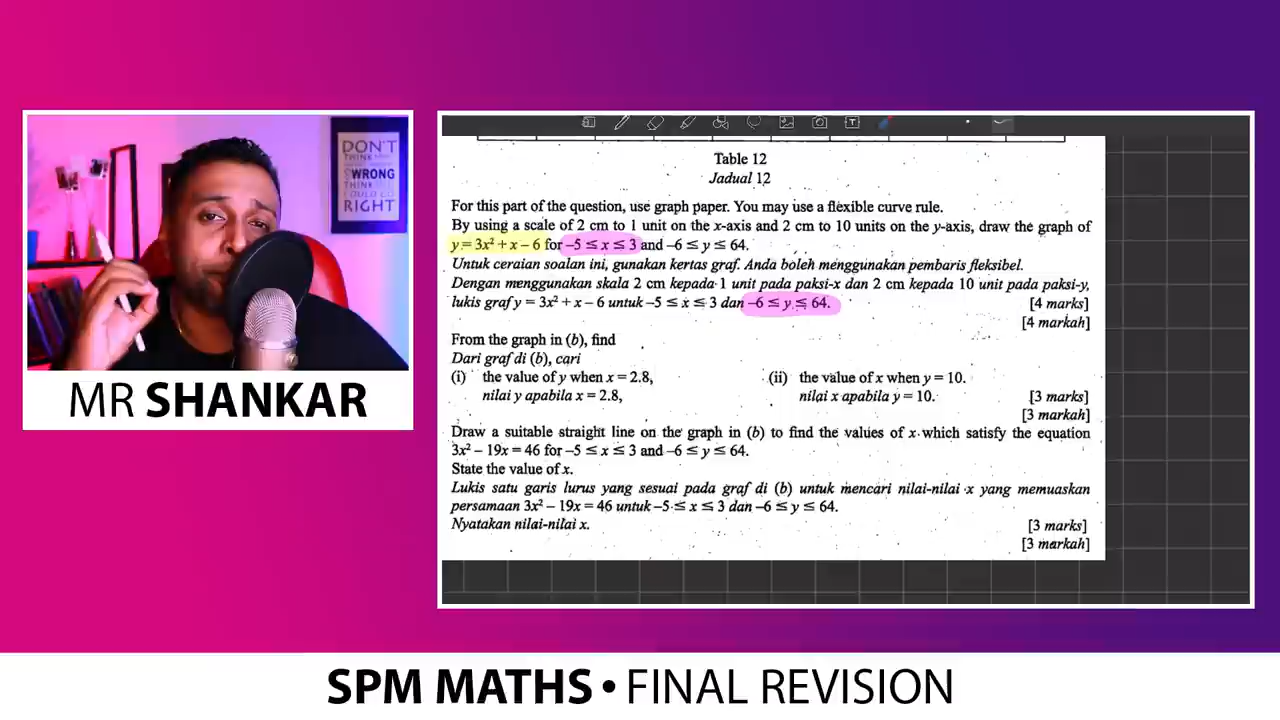 DON'T
THINK
WRONG
THINK
RIGHT
Table 12
Jadual 12
For this part of the question, use graph paper. You may use a flexible curve rule.
By using a scale of 2 cm to 1 unit on the x-axis and 2 cm to 10 units on the y-axis, draw the graph of
y = 3x² + x – 6 for –5 ≤ x ≤ 3 and –6 ≤ y ≤ 64.
Untuk ceraian soalan ini, gunakan kertas graf. Anda boleh menggunakan pembaris fleksibel.
Dengan menggunakan skala 2 cm kepada 1 unit pada paksi-x dan 2 cm kepada 10 unit pada paksi-y,
lukis graf y = 3x² + x – 6 untuk –5 ≤ x ≤ 3 dan –6 ≤ y ≤ 64. [4 marks]
[4 markah]
From the graph in (b), find
Dari graf di (b), cari
(i) the value of y when x = 2.8, (ii) the value of x when y = 10.
nilai y apabila x = 2.8, nilai x apabila y = 10. [3 marks]
[3 markah]
Draw a suitable straight line on the graph in (b) to find the values of x which satisfy the equation
3x² – 19x = 46 for –5 ≤ x ≤ 3 and –6 ≤ y ≤ 64.
State the value of x.
Lukis satu garis lurus yang sesuai pada graf di (b) untuk mencari nilai-nilai x yang memuaskan
persamaan 3x² – 19x = 46 untuk –5 ≤ x ≤ 3 dan –6 ≤ y ≤ 64.
Nyatakan nilai-nilai x. [3 marks]
[3 markah]
MR SHANKAR
SPM MATHS • FINAL REVISION